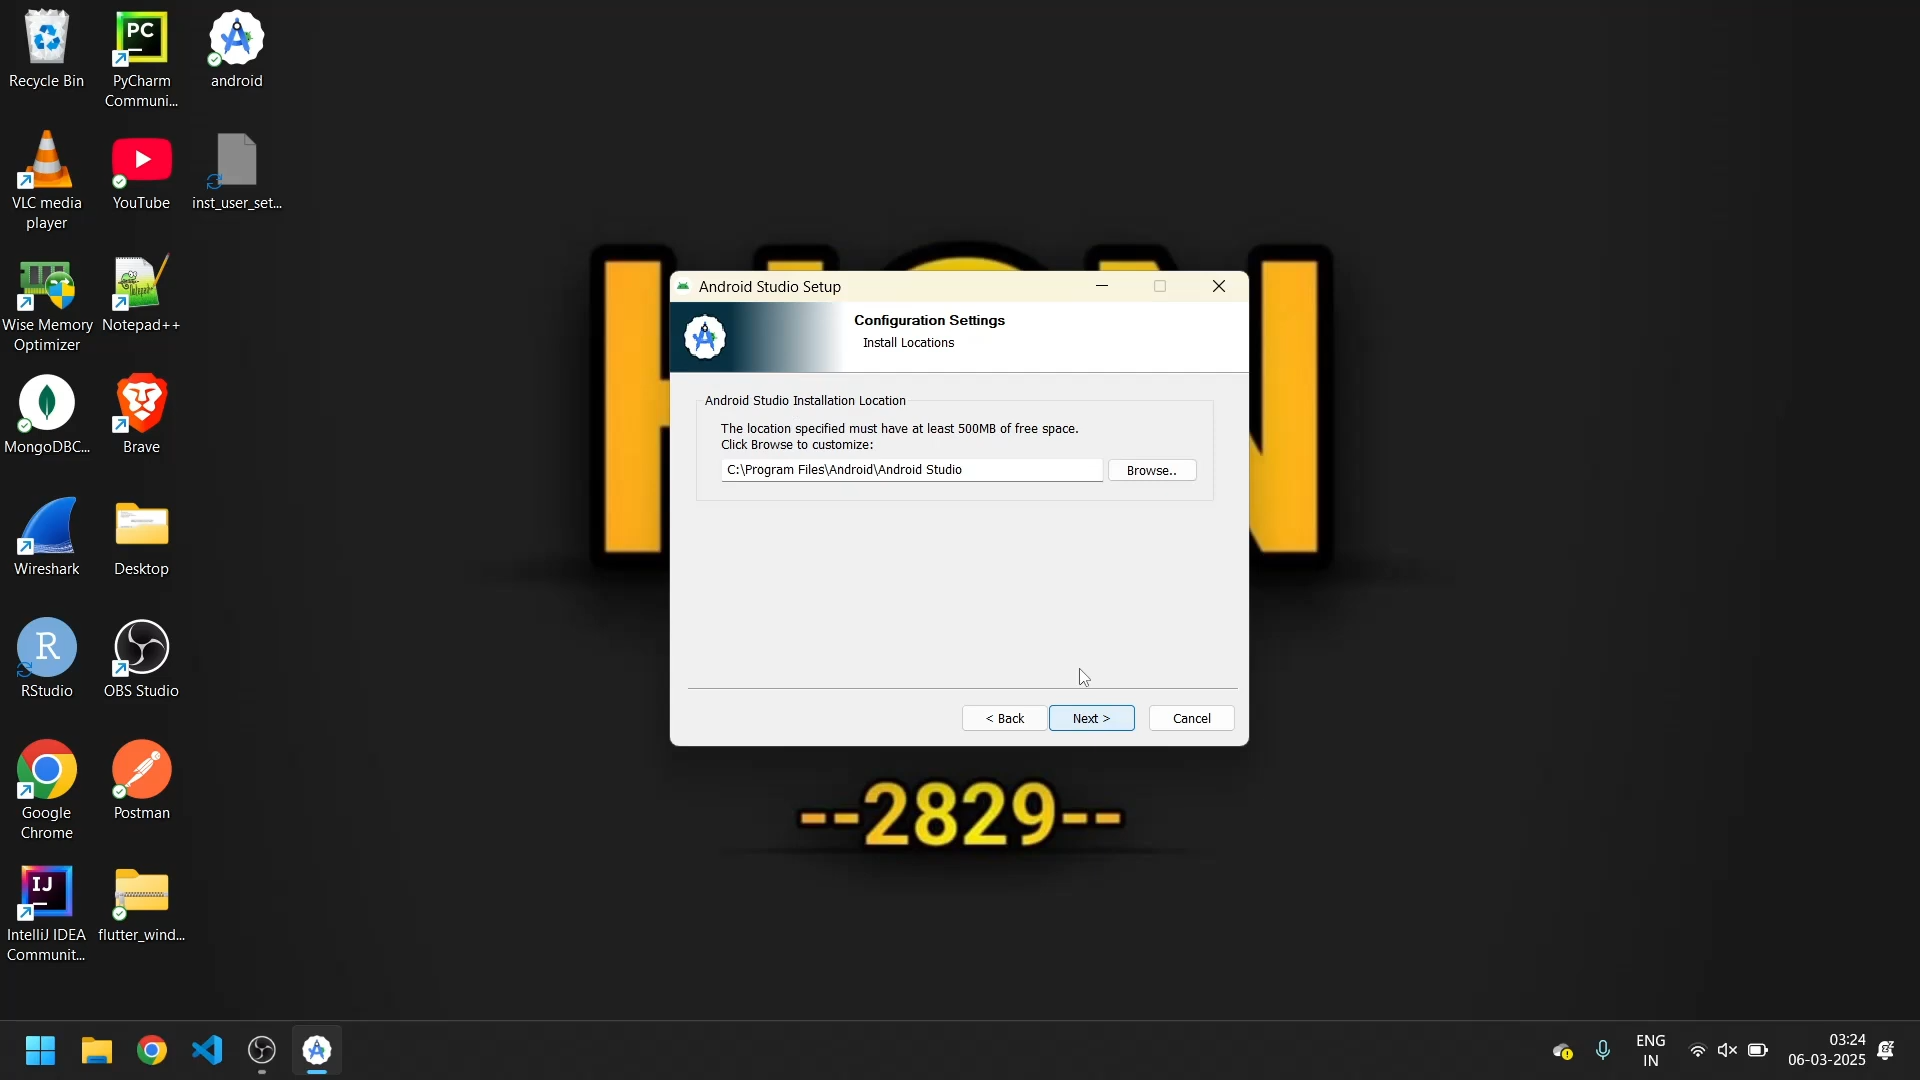 Recycle Bin
PC
PyCharm
Communi...
android
VLC media
player
YouTube
inst_user_set...
Wise Memory
Optimizer
Notepad++
MongoDBC...
Brave
Wireshark
Desktop
R
RStudio
OBS Studio
Google
Chrome
Postman
IJ
IntelliJ IDEA
Communit...
flutter_wind...
Android Studio Setup
Configuration Settings
Install Locations
Android Studio Installation Location
The location specified must have at least 500MB of free space.
Click Browse to customize:
C:\Program Files\Android\Android Studio
Browse..
< Back
Next >
Cancel
--2829--
ENG
IN
03:24
06-03-2025